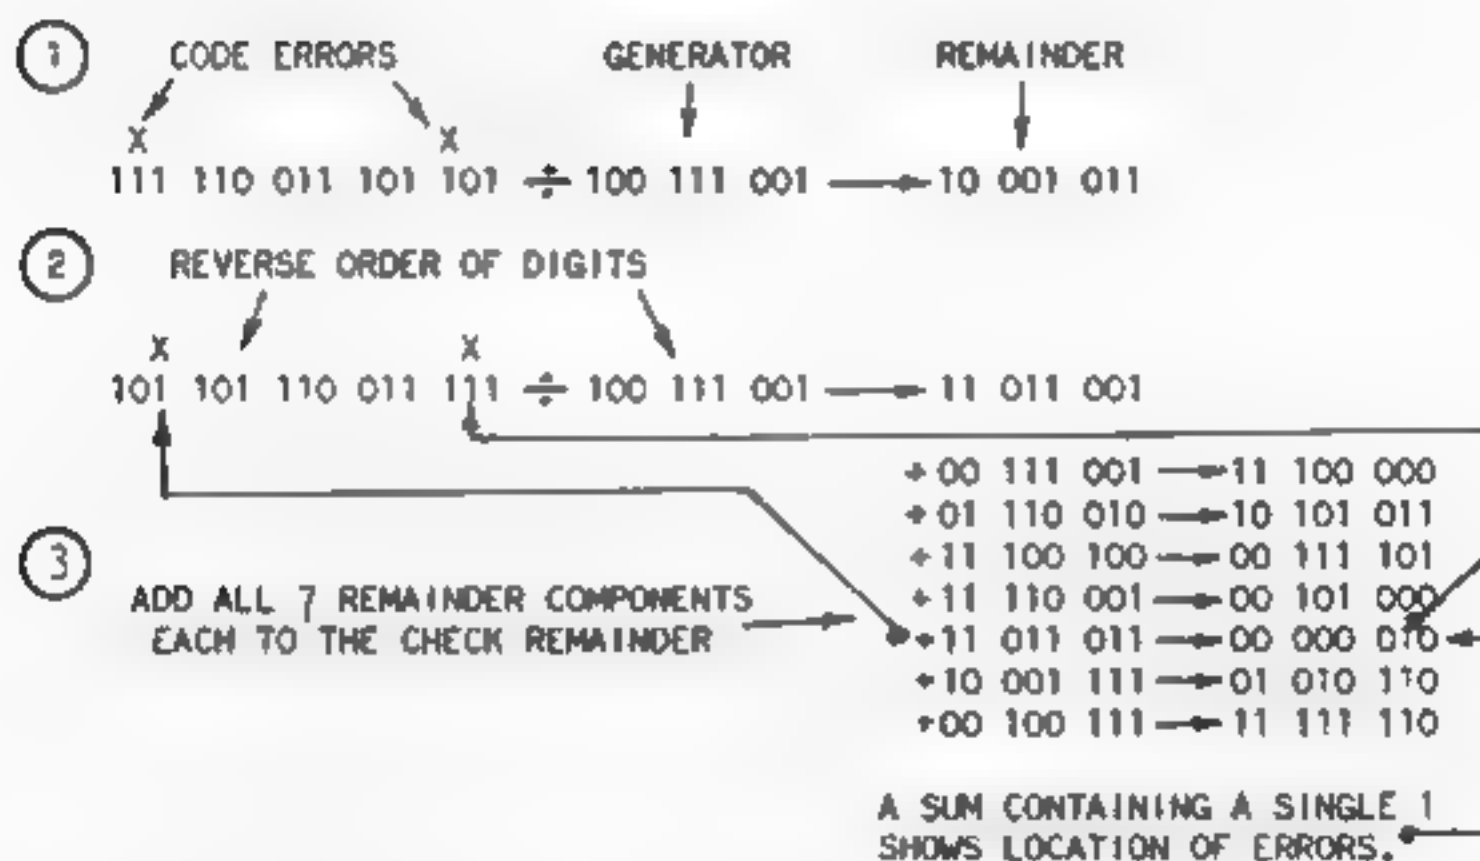 1 CODE ERRORS GENERATOR REMAINDER
X X
111 110 011 101 101 ÷ 100 111 001 → 10 001 011
2 REVERSE ORDER OF DIGITS
X X
101 101 110 011 111 ÷ 100 111 001 → 11 011 001
+ 00 111 001 → 11 100 000
+ 01 110 010 → 10 101 011
+ 11 100 100 → 00 111 101
+ 11 110 001 → 00 101 000
+ 11 011 011 → 00 000 010
+ 10 001 111 → 01 010 110
+ 00 100 111 → 11 111 110
3
ADD ALL 7 REMAINDER COMPONENTS
EACH TO THE CHECK REMAINDER
A SUM CONTAINING A SINGLE 1
SHOWS LOCATION OF ERRORS.